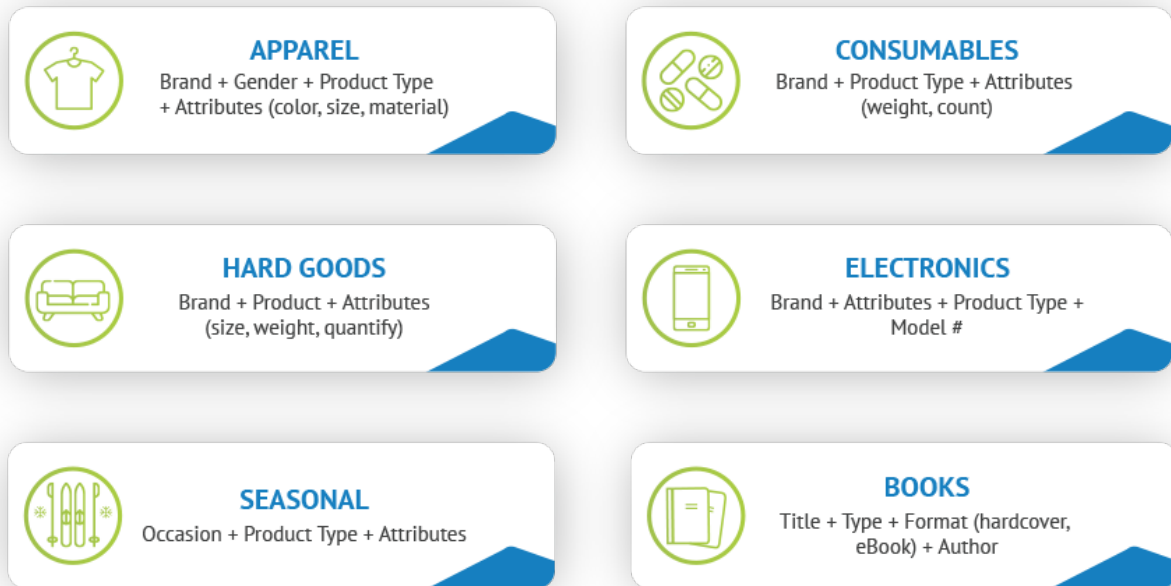 APPAREL
Brand + Gender + Product Type
+ Attributes (color, size, material)
CONSUMABLES
Brand + Product Type + Attributes
(weight, count)
HARD GOODS
Brand + Product + Attributes
(size, weight, quantify)
ELECTRONICS
Brand + Attributes + Product Type +
Model #
SEASONAL
Occasion + Product Type + Attributes
BOOKS
Title + Type + Format (hardcover,
eBook) + Author